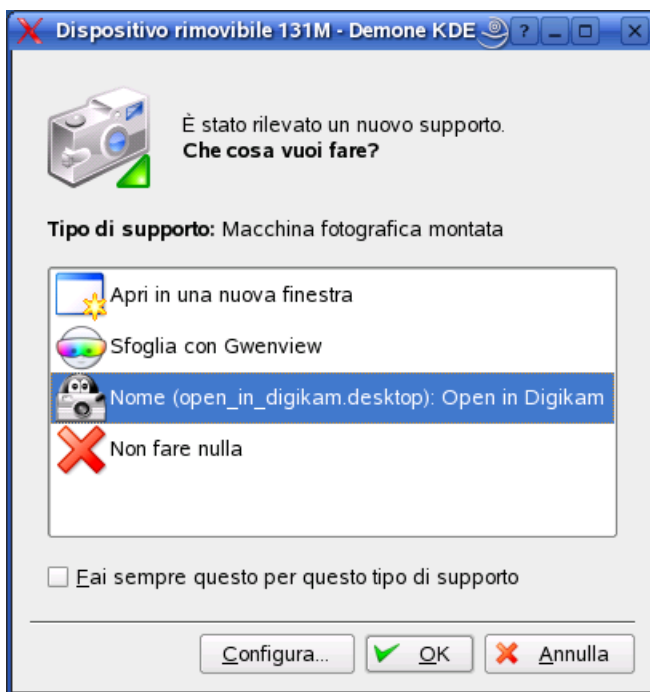 Dispositivo rimovibile 131M - Demone KDE
È stato rilevato un nuovo supporto.
Che cosa vuoi fare?
Tipo di supporto: Macchina fotografica montata
Apri in una nuova finestra
Sfoglia con Gwenview
Nome (open_in_digikam.desktop): Open in Digikam
Non fare nulla
Fai sempre questo per questo tipo di supporto
Configura... OK Annulla